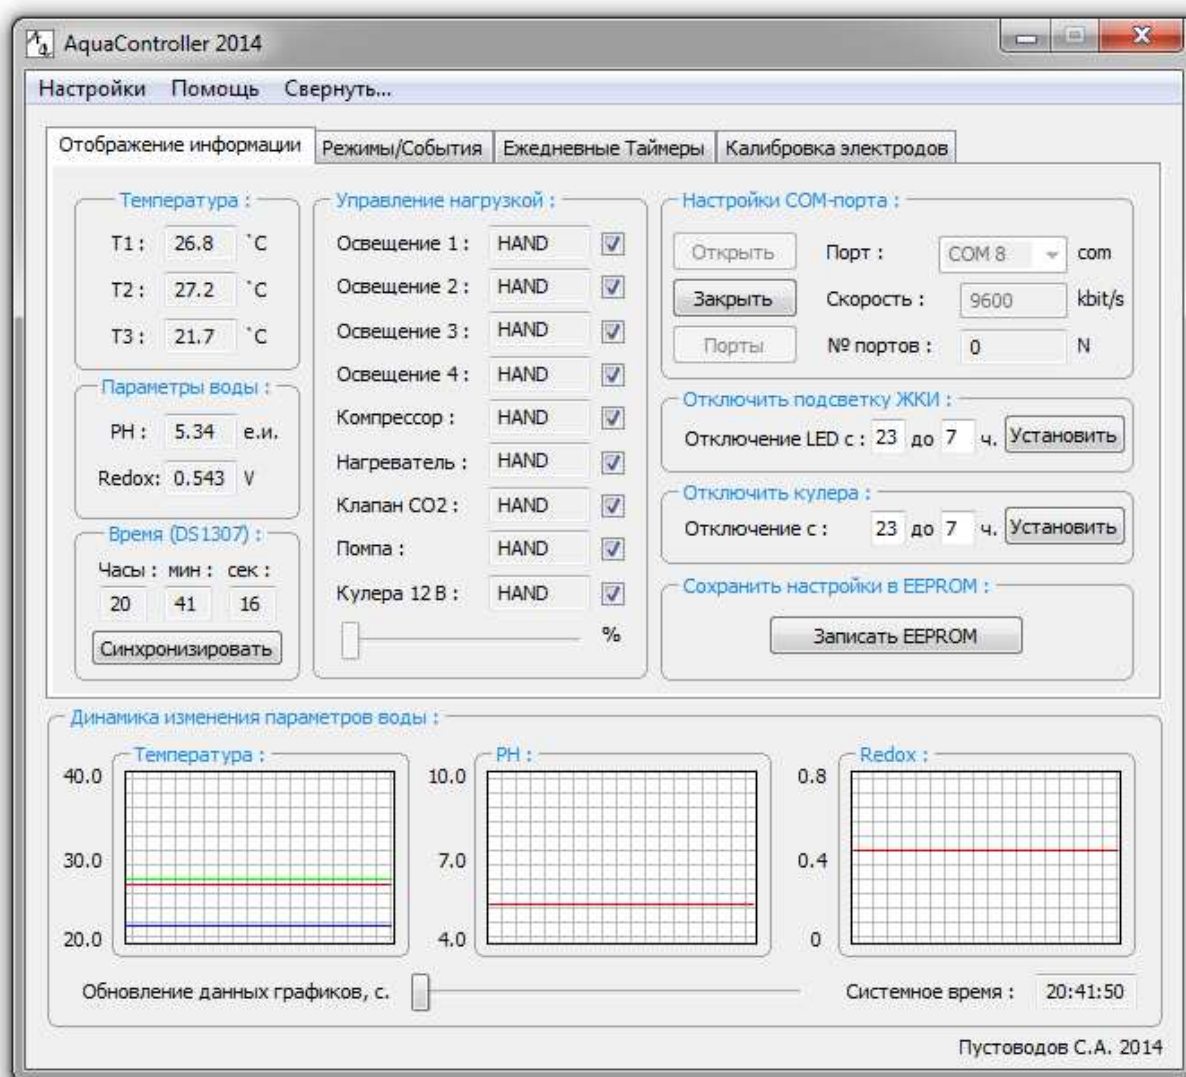 AquaController 2014
Настройки Помощь Свернуть...
Отображение информации Режимы/События Ежедневные Таймеры Калибровка электродов
Температура :
T1 : 26.8 `C
T2 : 27.2 `C
T3 : 21.7 `C
Параметры воды :
PH : 5.34 е.и.
Redox: 0.543 V
Время (DS1307) :
Часы : мин : сек :
20 41 16
Синхронизировать
Управление нагрузкой :
Освещение 1 : HAND
Освещение 2 : HAND
Освещение 3 : HAND
Освещение 4 : HAND
Компрессор : HAND
Нагреватель : HAND
Клапан CO2 : HAND
Помпа : HAND
Кулера 12 В : HAND
%
Настройки COM-порта :
Открыть Порт : COM 8 com
Закрыть Скорость : 9600 kbit/s
Порты № портов : 0 N
Отключить подсветку ЖКИ :
Отключение LED с : 23 до 7 ч. Установить
Отключить кулера :
Отключение с : 23 до 7 ч. Установить
Сохранить настройки в EEPROM :
Записать EEPROM
Динамика изменения параметров воды :
Температура :
40.0
30.0
20.0
PH :
10.0
7.0
4.0
Redox :
0.8
0.4
0
Обновление данных графиков, с. Системное время : 20:41:50
Пустоводов С.А. 2014